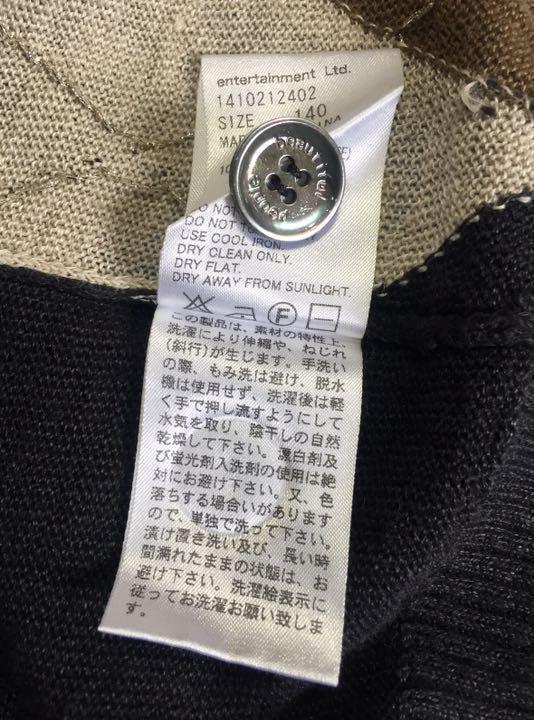 entertainment Ltd.
1410212402
SIZE 140
beautiful people
DO NOT
DO NOT
USE COOL IRON.
DRY CLEAN ONLY.
DRY FLAT.
DRY AWAY FROM SUNLIGHT.
F
この製品は、素材の特性上、
洗濯により伸縮や、ねじれ
(斜行)が生じます。手洗い
の際、もみ洗は避け、脱水
機は使用せず、洗濯後は軽
く手で押し流すようにして
水気を取り、陰干しの自然
乾燥して下さい。漂白剤及
び蛍光剤入洗剤の使用は絶
対にお避け下さい。又、色
落ちする場合があります
ので、単独で洗って下さい。
漬け置き洗い及び、長い時
間濡れたままの状態は、お
避け下さい。洗濯絵表示に
従ってお洗濯お願い致しま
す。